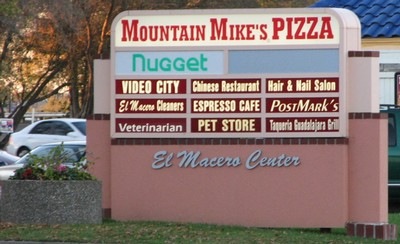 MOUNTAIN MIKE'S PIZZA
nugget
VIDEO CITY
Chinese Restaurant
Hair & Nail Salon
El Macero Cleaners
ESPRESSO CAFE
POSTMARK'S
Veterinarian
PET STORE
Taqueria Guadalajara Grill
El Macero Center